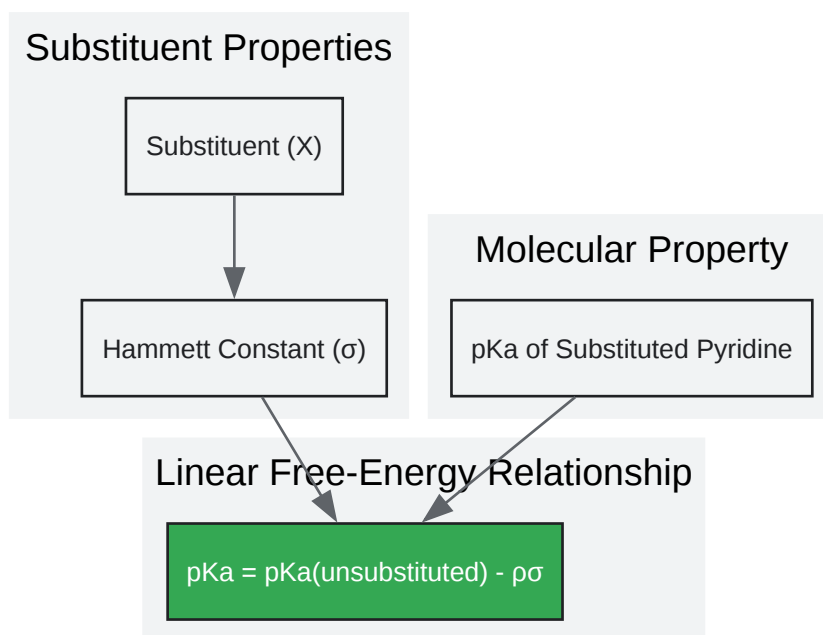 Substituent Properties
Substituent (X)
Hammett Constant (σ)
Molecular Property
pKa of Substituted Pyridine
Linear Free-Energy Relationship
pKa = pKa(unsubstituted) - ρσ